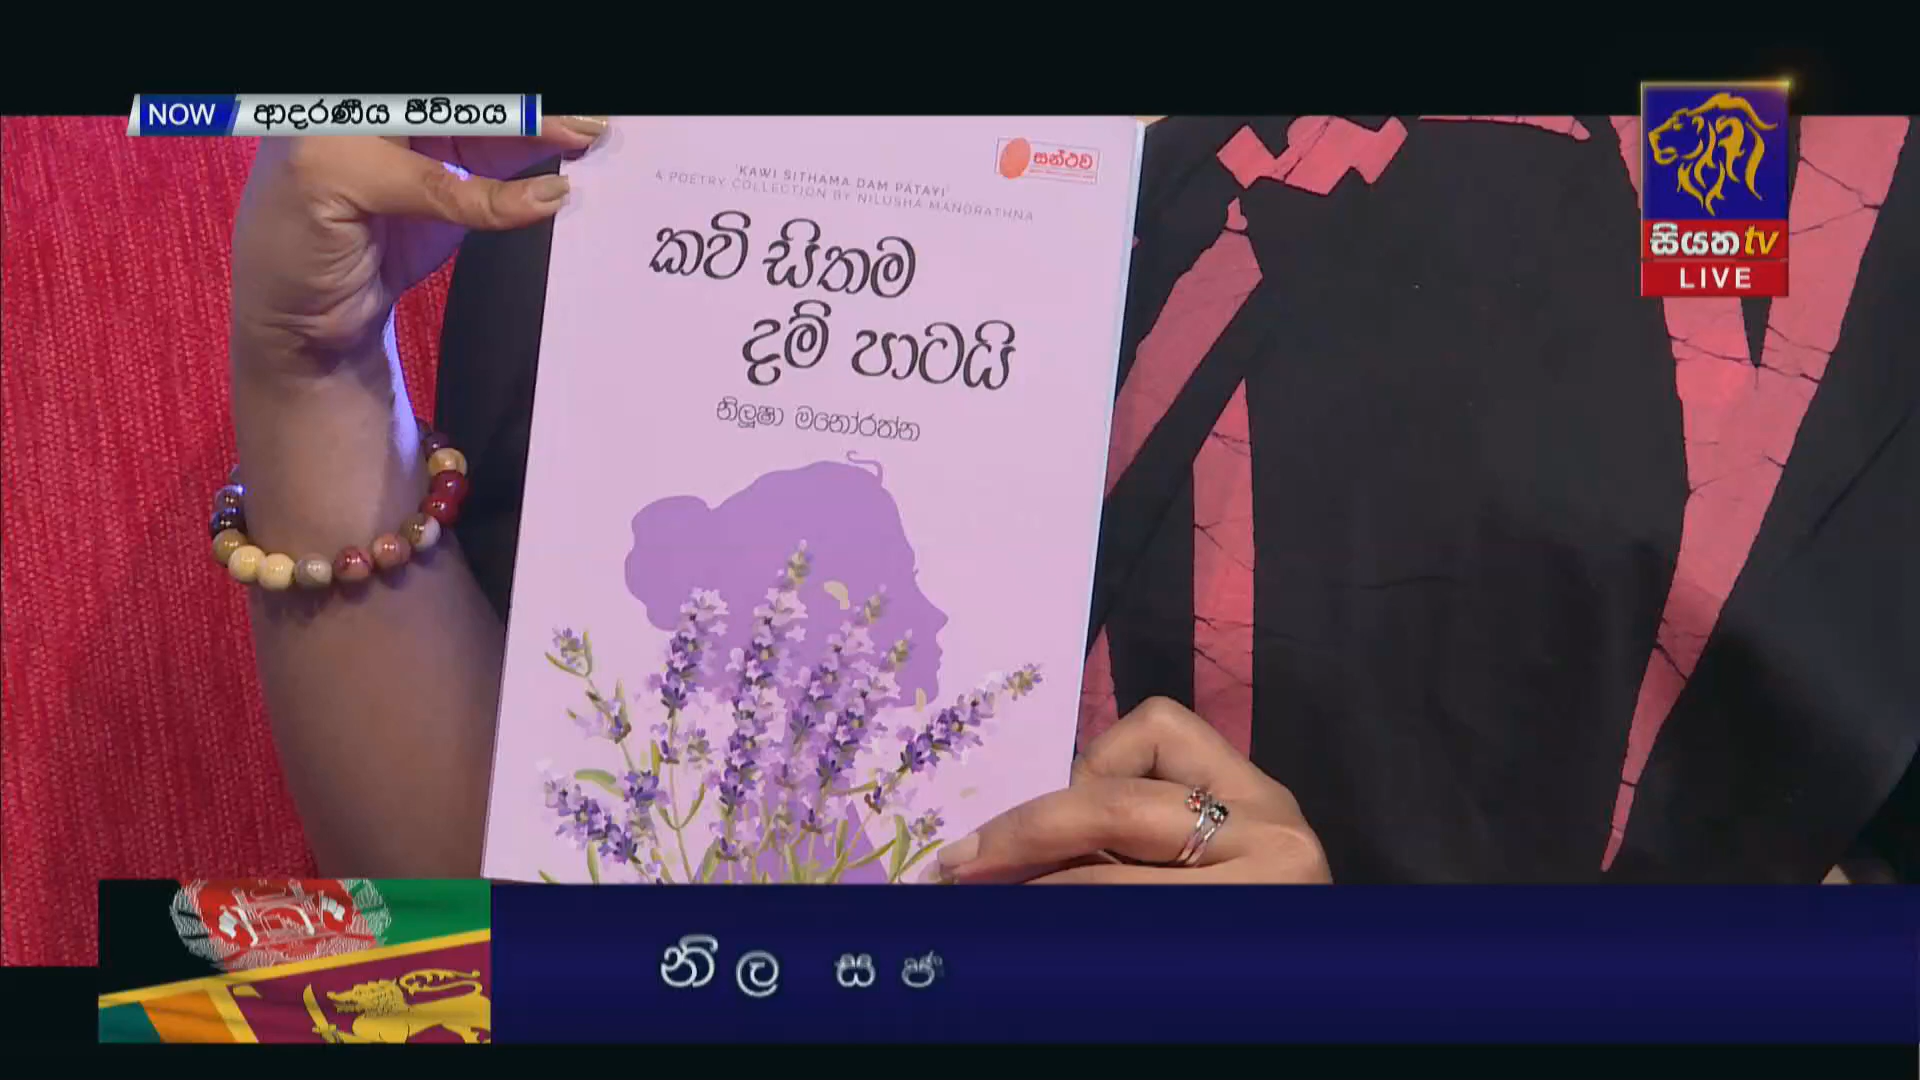 NOW ආදරණීය ජීවිතය
සියත tv
LIVE
සන්ථව
'KAWI SITHAMA DAM PATAYI'
A POETRY COLLECTION BY NILUSHA MANORATHNA
කවි සිතම
දම් පාටයි
නිලූෂා මනෝරත්න
නිල ස